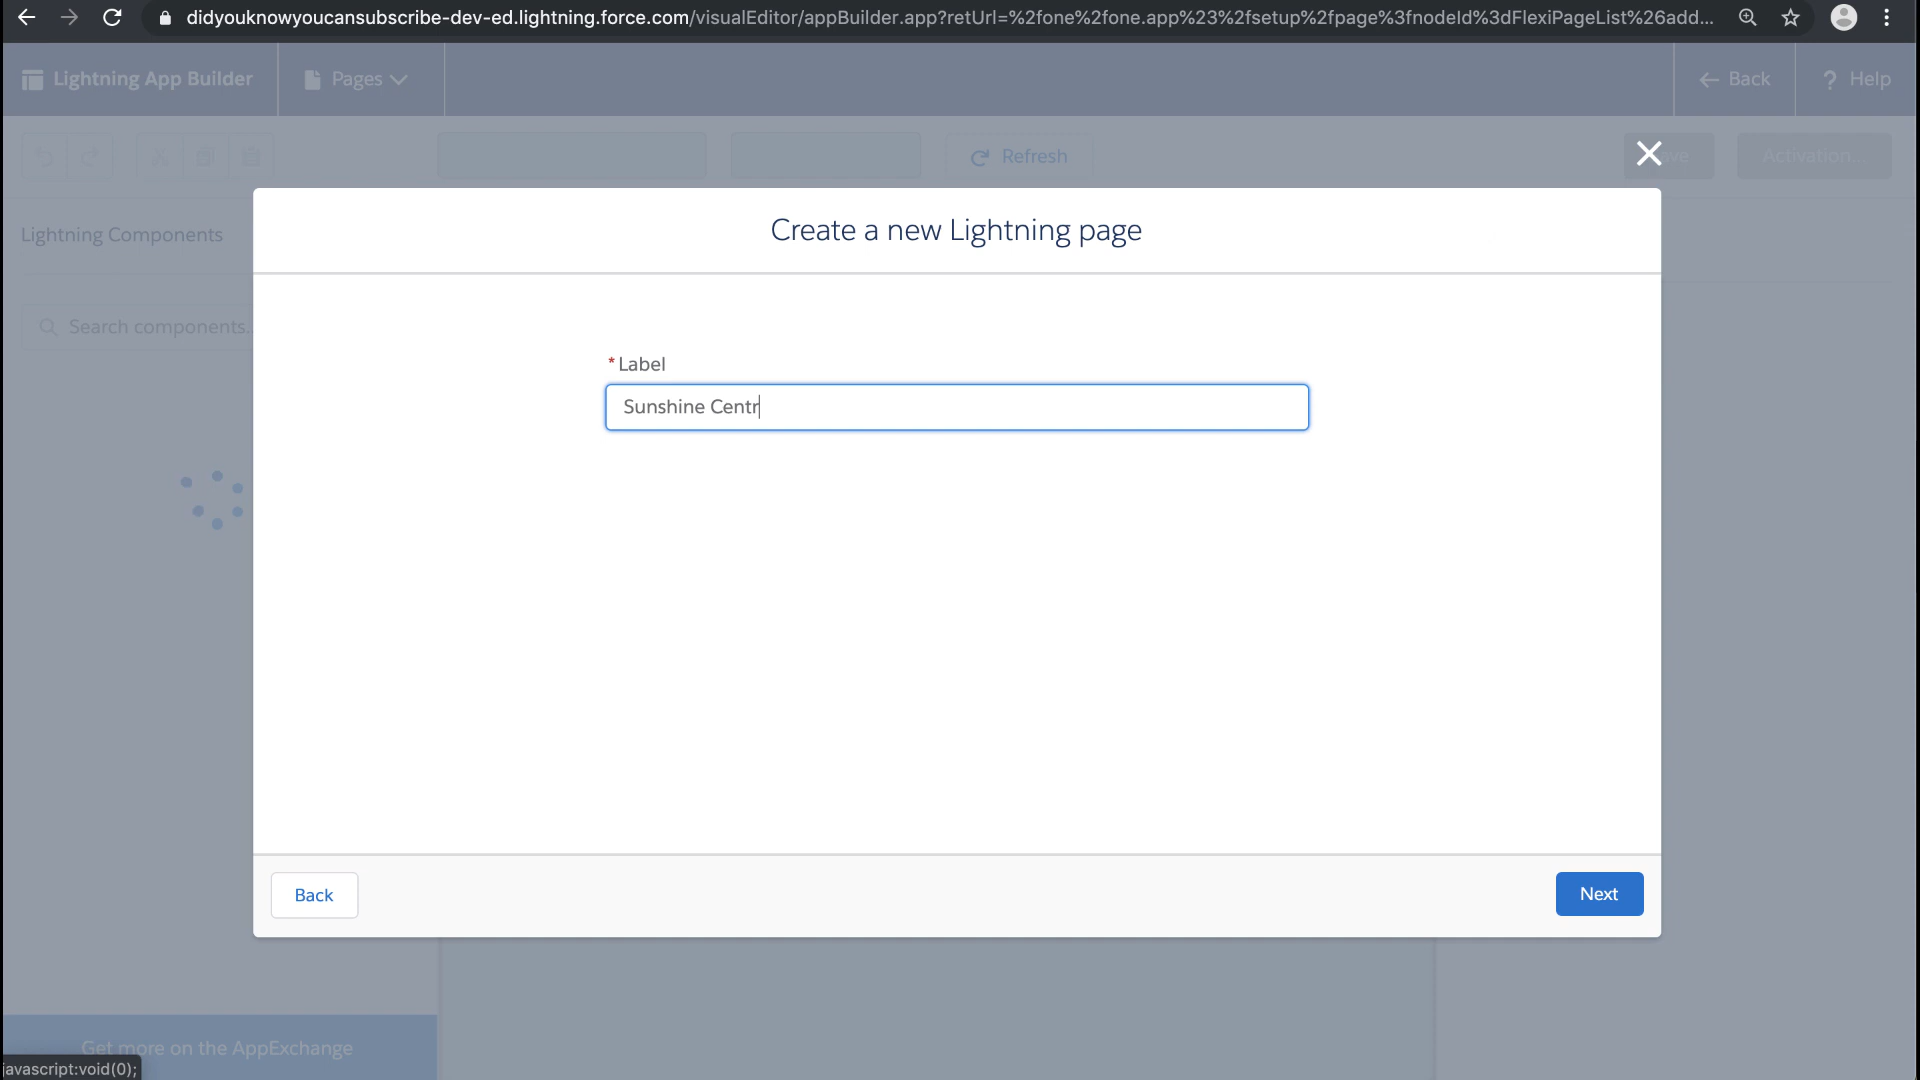 didyouknowyoucansubscribe-dev-ed.lightning.force.com/visualEditor/appBuilder.app?retUrl=%2fone%2fone.app%23%2fsetup%2fpage%3fnodeId%3dFlexiPageList%26add...
Lightning App Builder
Pages
Back
? Help
Refresh
Activation...
Lightning Components
Search components...
Create a new Lightning page
* Label
Sunshine Centr
Back
Next
Get more on the AppExchange
javascript:void(0);